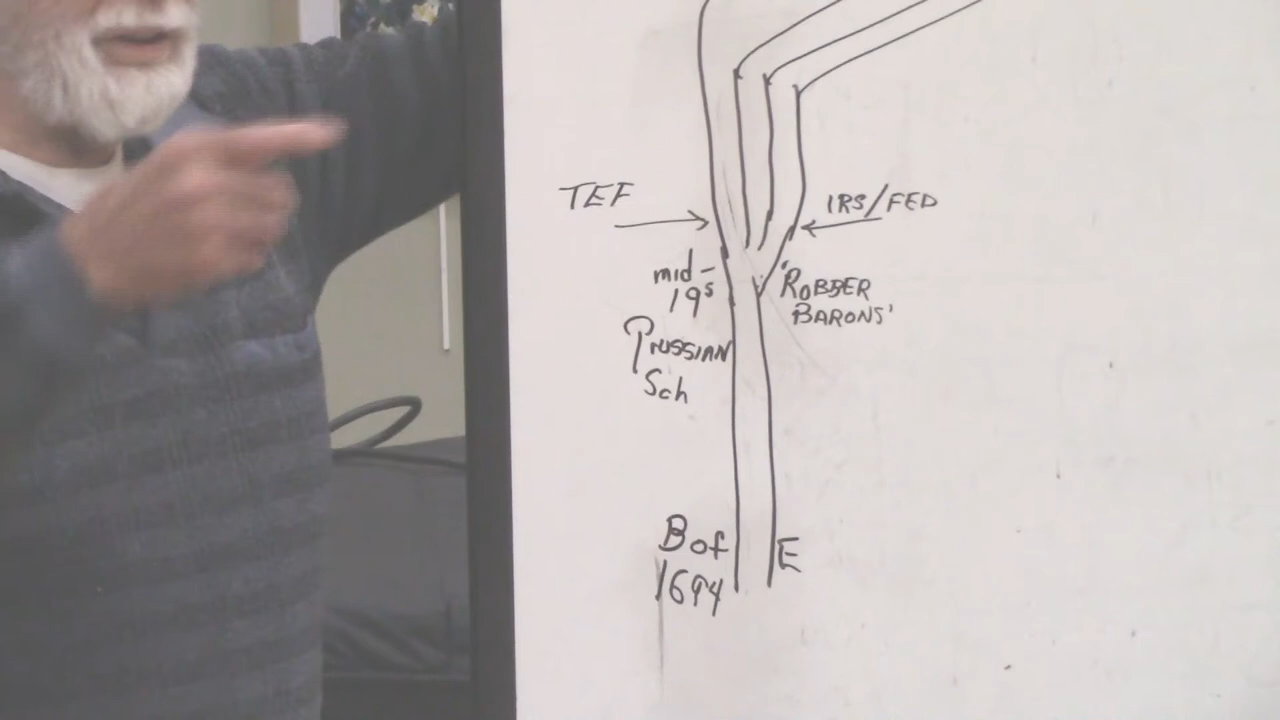 TEF
IRS/FED
mid-
19s
'ROBBER
BARONS'
PRUSSIAN
Sch
B of E
1694